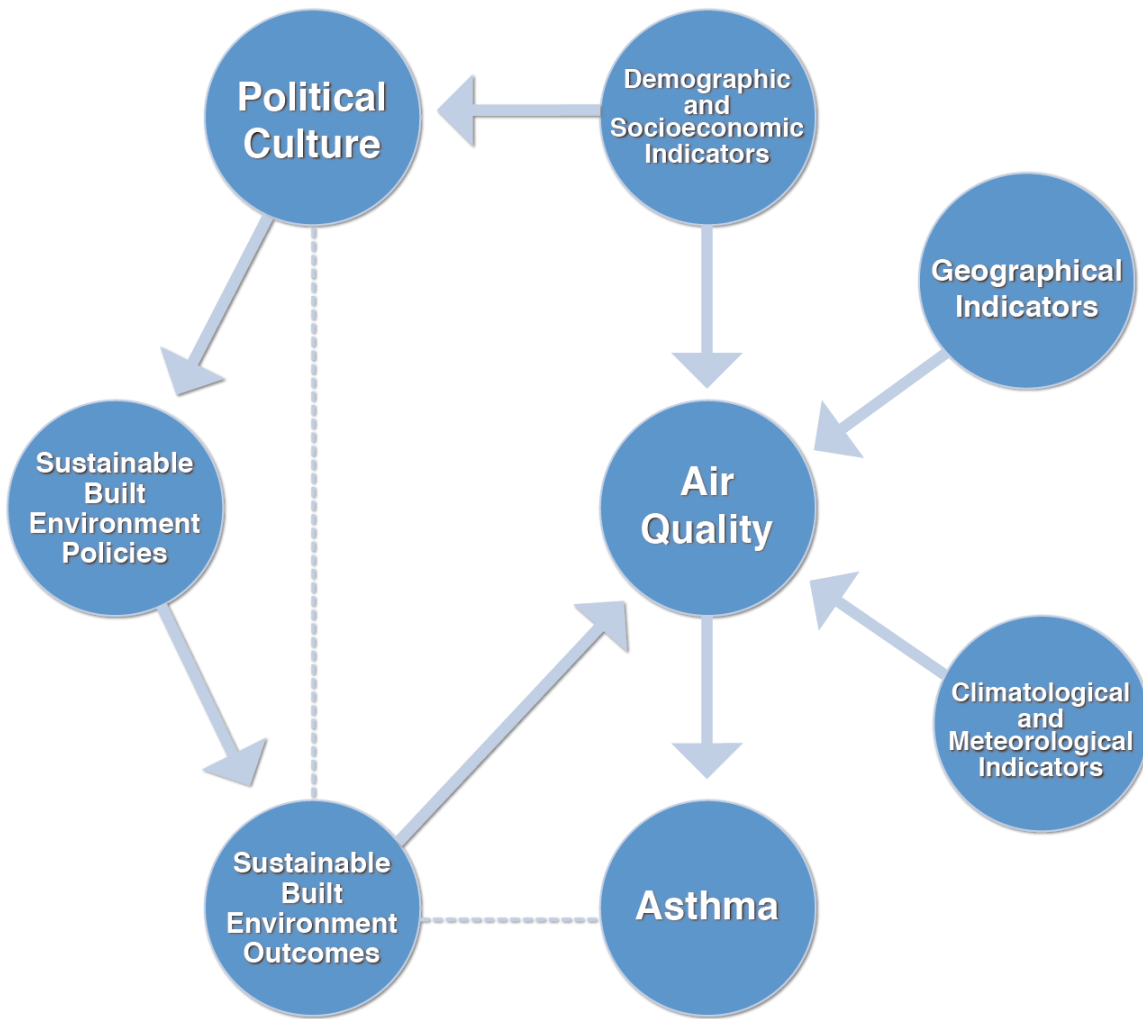 Political
Culture
Demographic
and
Socioeconomic
Indicators
Geographical
Indicators
Sustainable
Built
Environment
Policies
Air
Quality
Climatological
and
Meteorological
Indicators
Sustainable
Built
Environment
Outcomes
Asthma